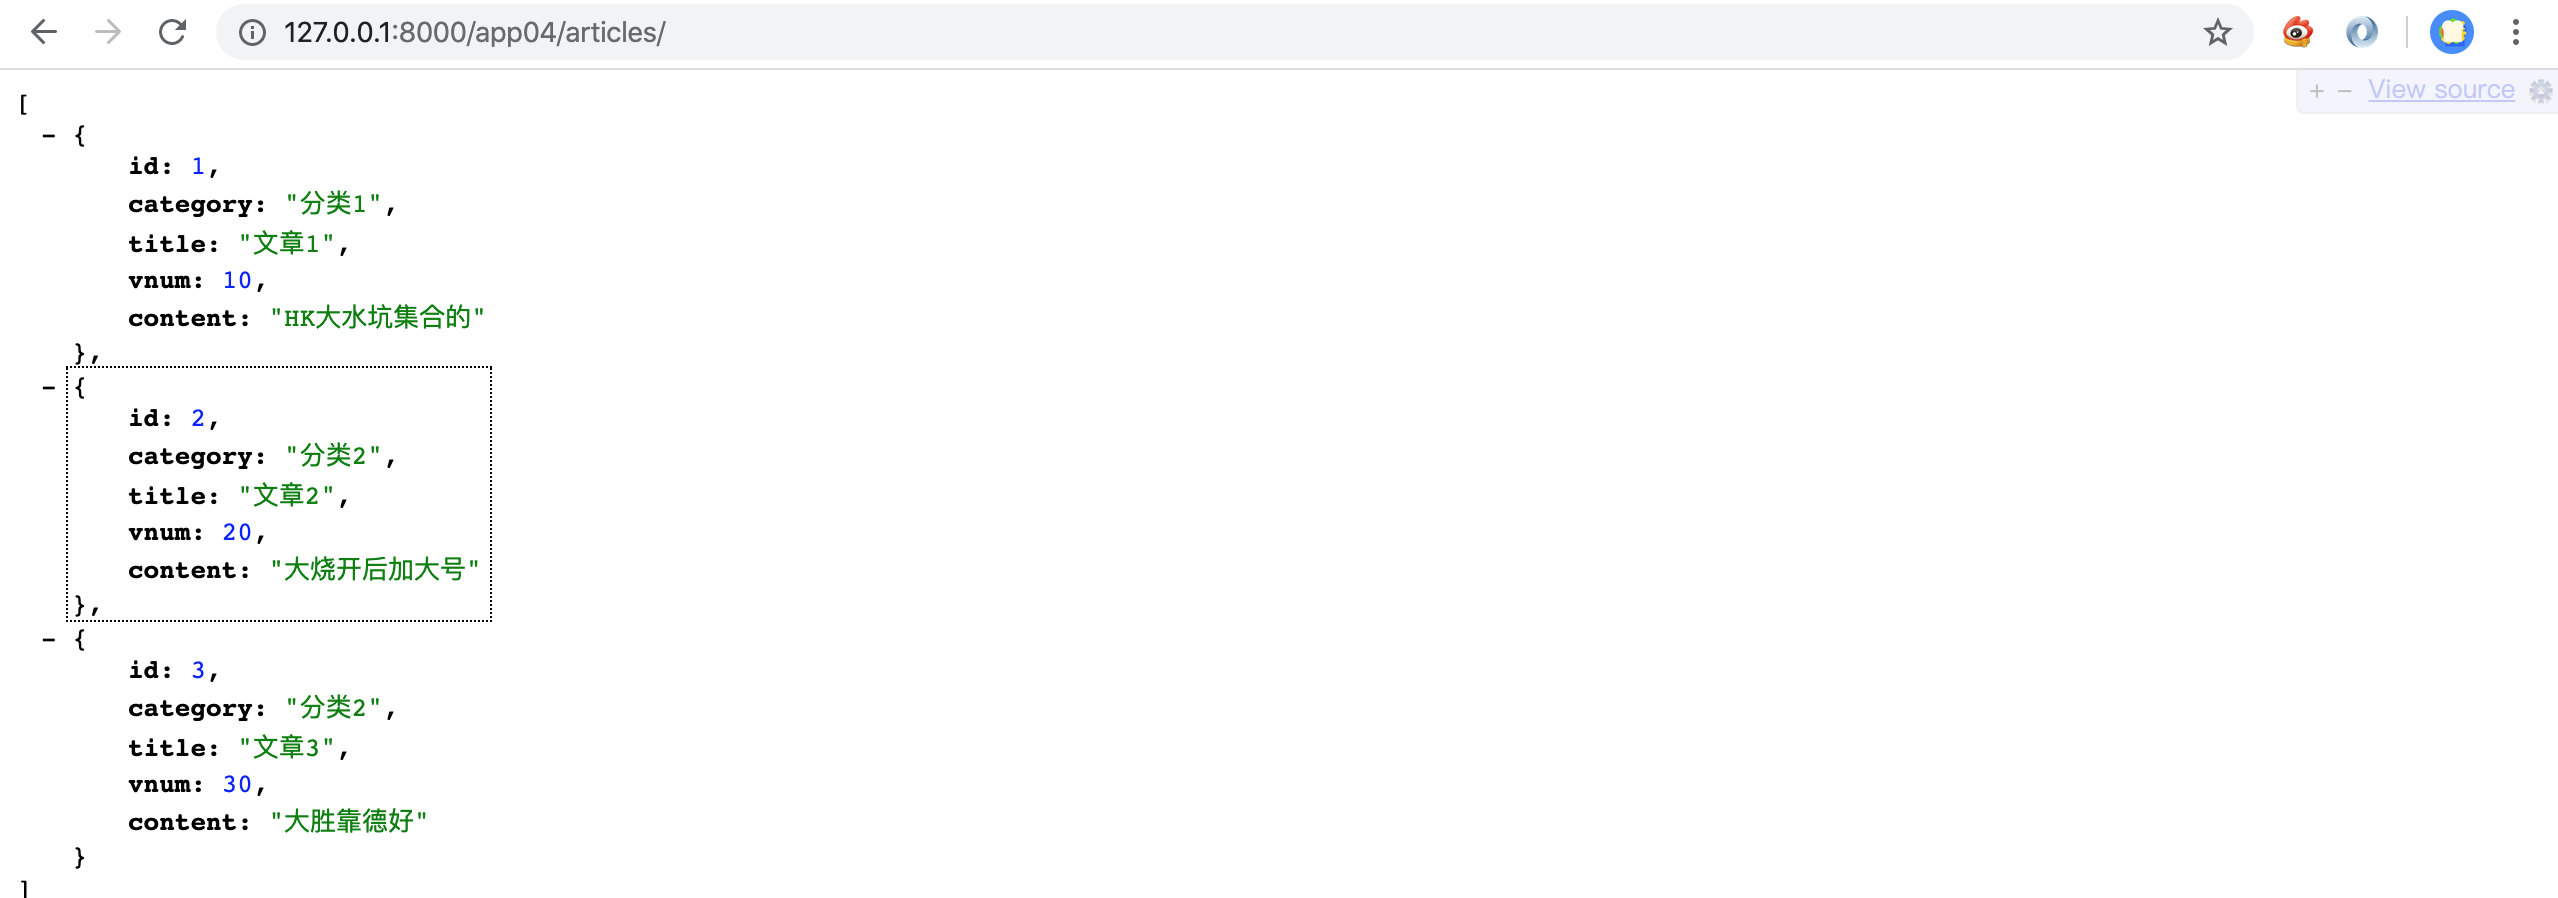 127.0.0.1:8000/app04/articles/
+ - View source
[
- {
id: 1,
category: "分类1",
title: "文章1",
vnum: 10,
content: "HK大水坑集合的"
},
- {
id: 2,
category: "分类2",
title: "文章2",
vnum: 20,
content: "大烧开后加大号"
},
- {
id: 3,
category: "分类2",
title: "文章3",
vnum: 30,
content: "大胜靠德好"
}
]